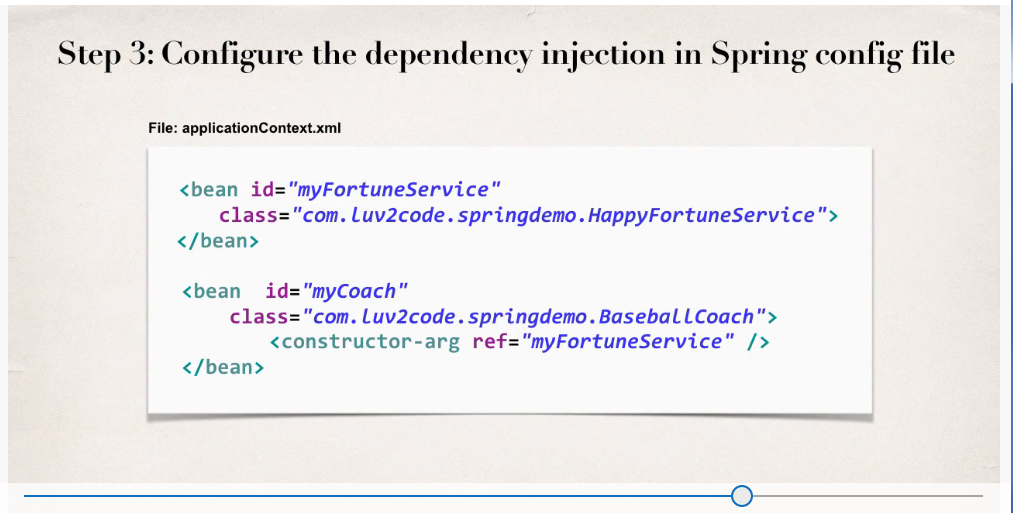 Step 3: Configure the dependency injection in Spring config file
File: applicationContext.xml
<bean id="myFortuneService"
class="com.luv2code.springdemo.HappyFortuneService">
</bean>
<bean id="myCoach"
class="com.luv2code.springdemo.BaseballCoach">
<constructor-arg ref="myFortuneService" />
</bean>